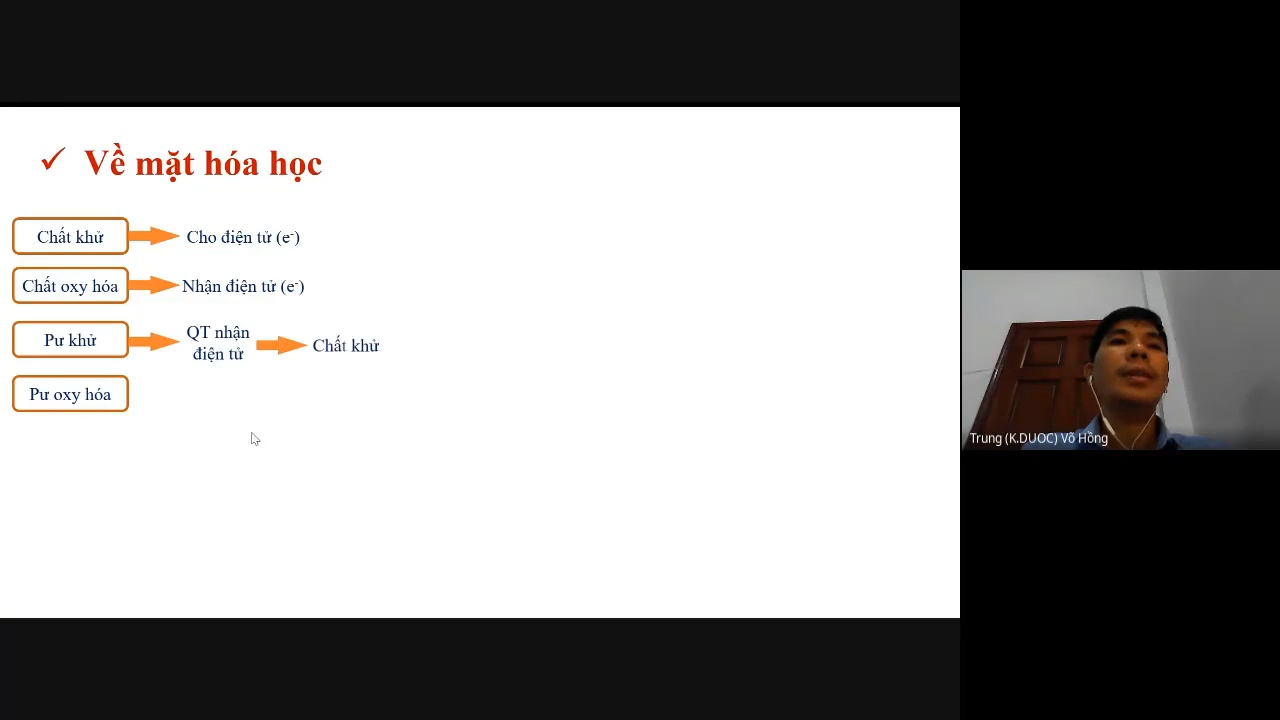 ✓ Về mặt hóa học
Chất khử
Cho điện tử (e⁻)
Chất oxy hóa
Nhận điện tử (e⁻)
Pư khử
QT nhận
điện tử
Chất khử
Pư oxy hóa
Trung (K.DUOC) Võ Hồng